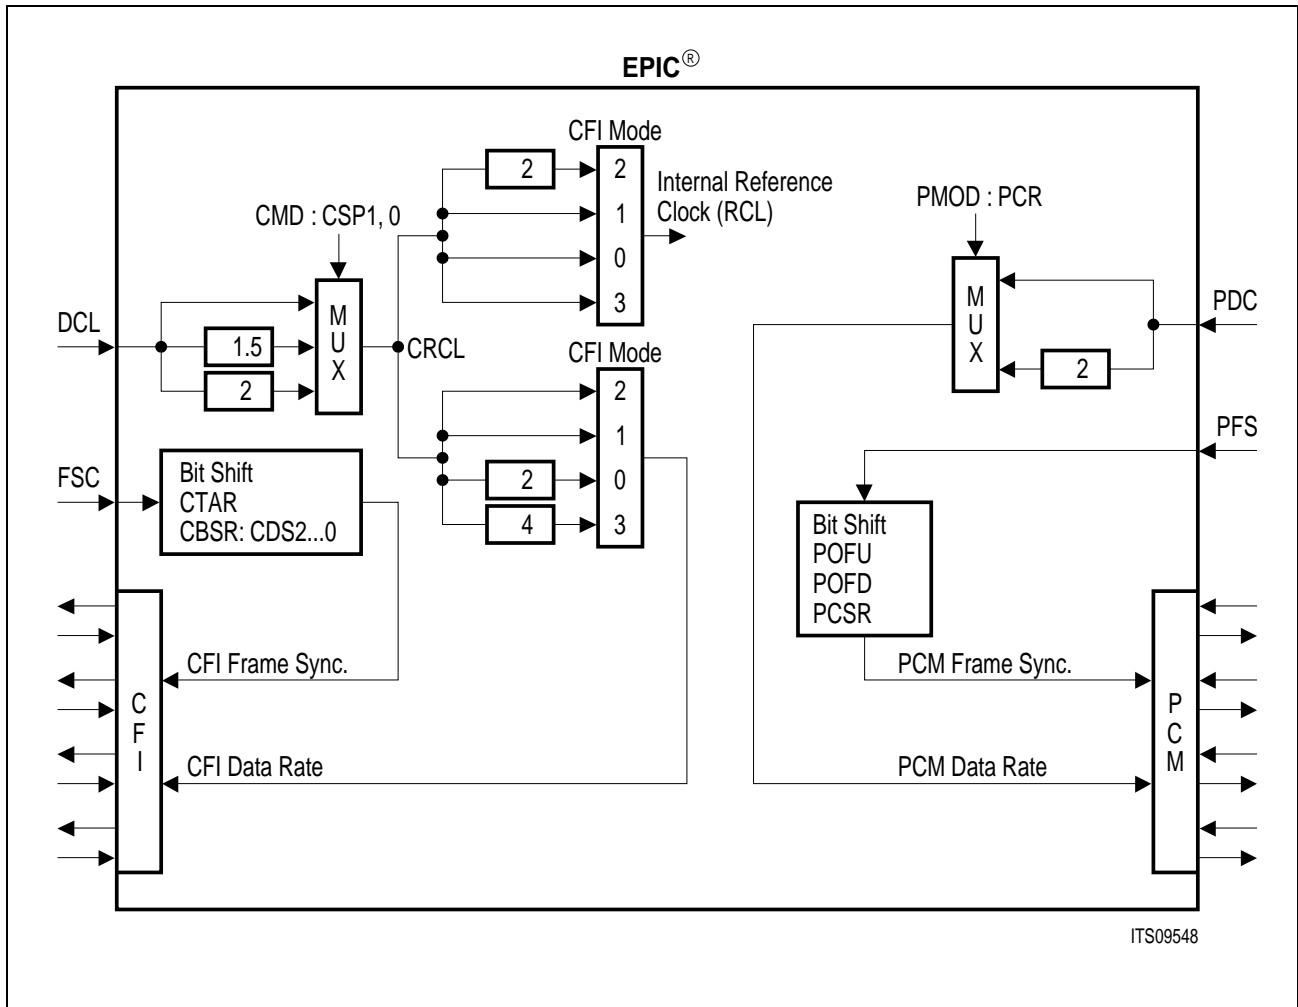 EPIC®
CFI Mode
2
2
1
0
3
Internal Reference
Clock (RCL)
CMD : CSP1, 0
DCL
1.5
2
M
U
X
CRCL
CFI Mode
2
1
2
0
4
3
FSC
Bit Shift
CTAR
CBSR: CDS2...0
CFI Frame Sync.
CFI Data Rate
C
F
I
PMOD : PCR
M
U
X
2
PDC
PFS
Bit Shift
POFU
POFD
PCSR
PCM Frame Sync.
PCM Data Rate
P
C
M
ITS09548